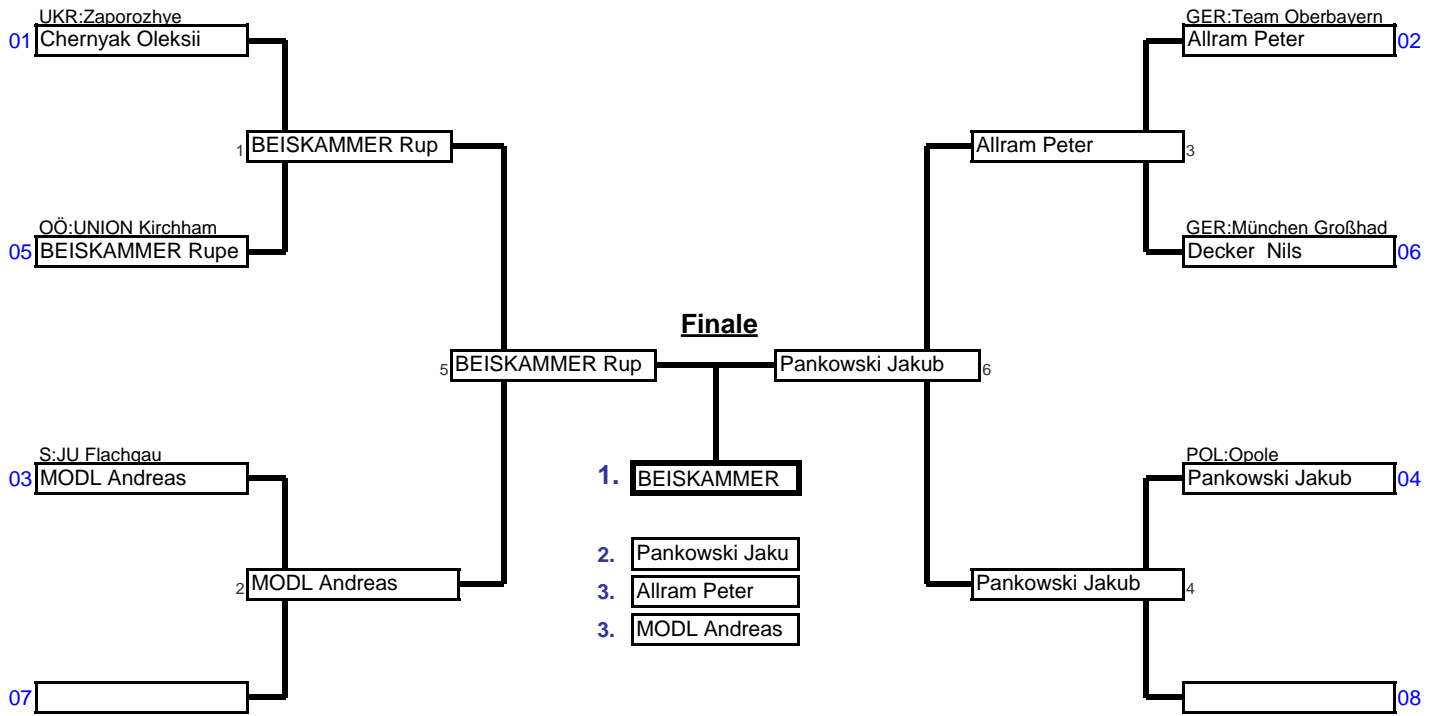 UKR:Zaporozhye
01 Chernyak Oleksii
1 BEISKAMMER Rup
OÖ:UNION Kirchham
05 BEISKAMMER Rupe
5 BEISKAMMER Rup
S:JU Flachgau
03 MODL Andreas
2 MODL Andreas
07
Finale
1. BEISKAMMER
2. Pankowski Jaku
3. Allram Peter
3. MODL Andreas
GER:Team Oberbayern
Allram Peter 02
Allram Peter 3
GER:München Großhad
Decker Nils 06
Pankowski Jakub 6
POL:Opole
Pankowski Jakub 04
Pankowski Jakub 4
08